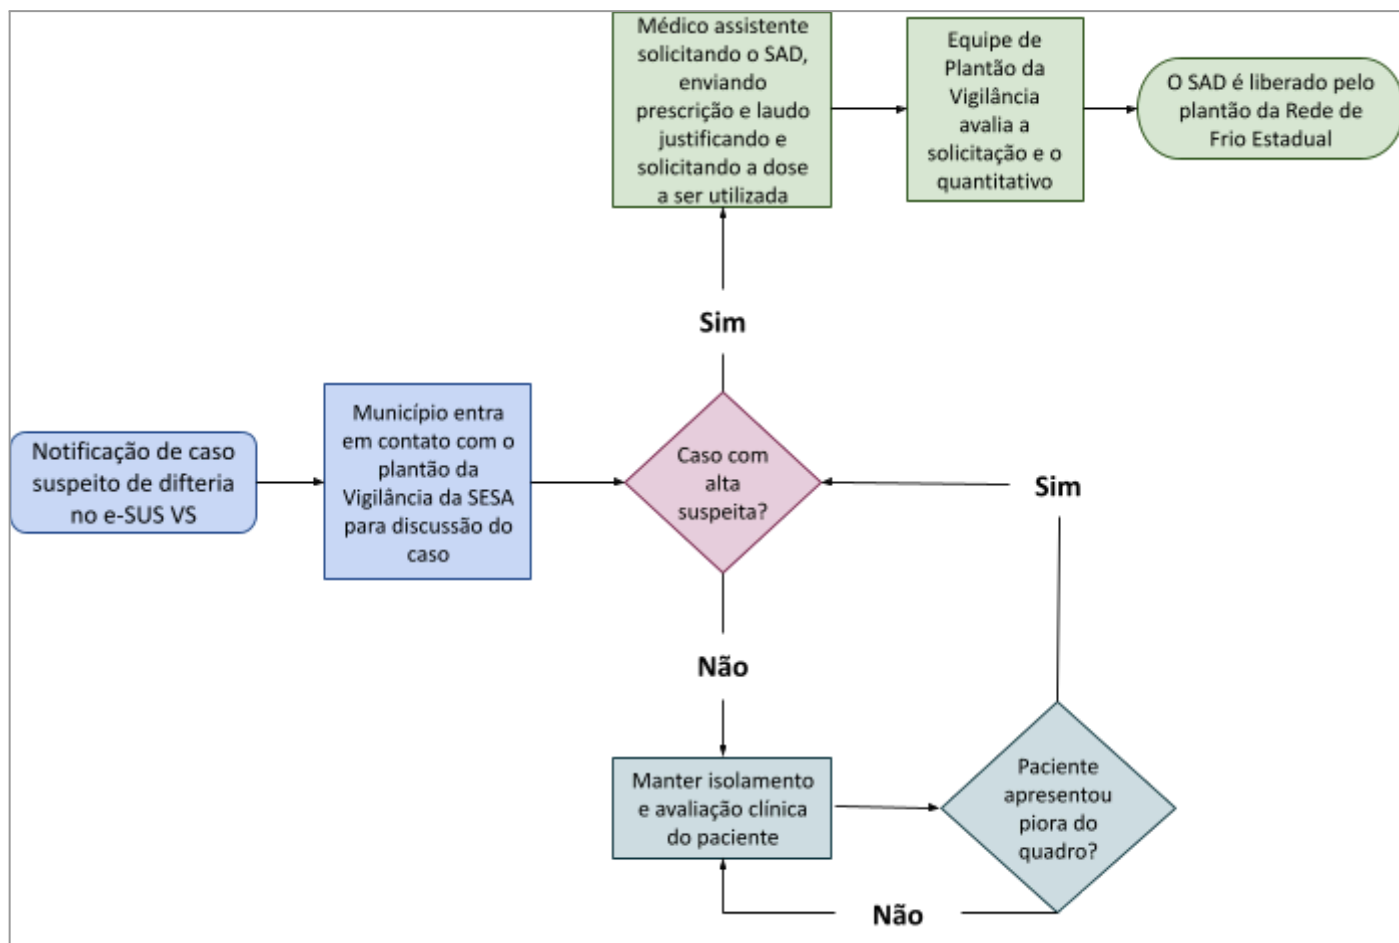 Notificação de caso
suspeito de difteria
no e-SUS VS
Município entra
em contato com o
plantão da
Vigilância da SESA
para discussão do
caso
Caso com
alta
suspeita?
Sim
Médico assistente
solicitando o SAD,
enviando
prescrição e laudo
justificando e
solicitando a dose
a ser utilizada
Equipe de
Plantão da
Vigilância
avalia a
solicitação e o
quantitativo
O SAD é liberado pelo
plantão da Rede de
Frio Estadual
Não
Manter isolamento
e avaliação clínica
do paciente
Paciente
apresentou
piora do
quadro?
Sim
Não